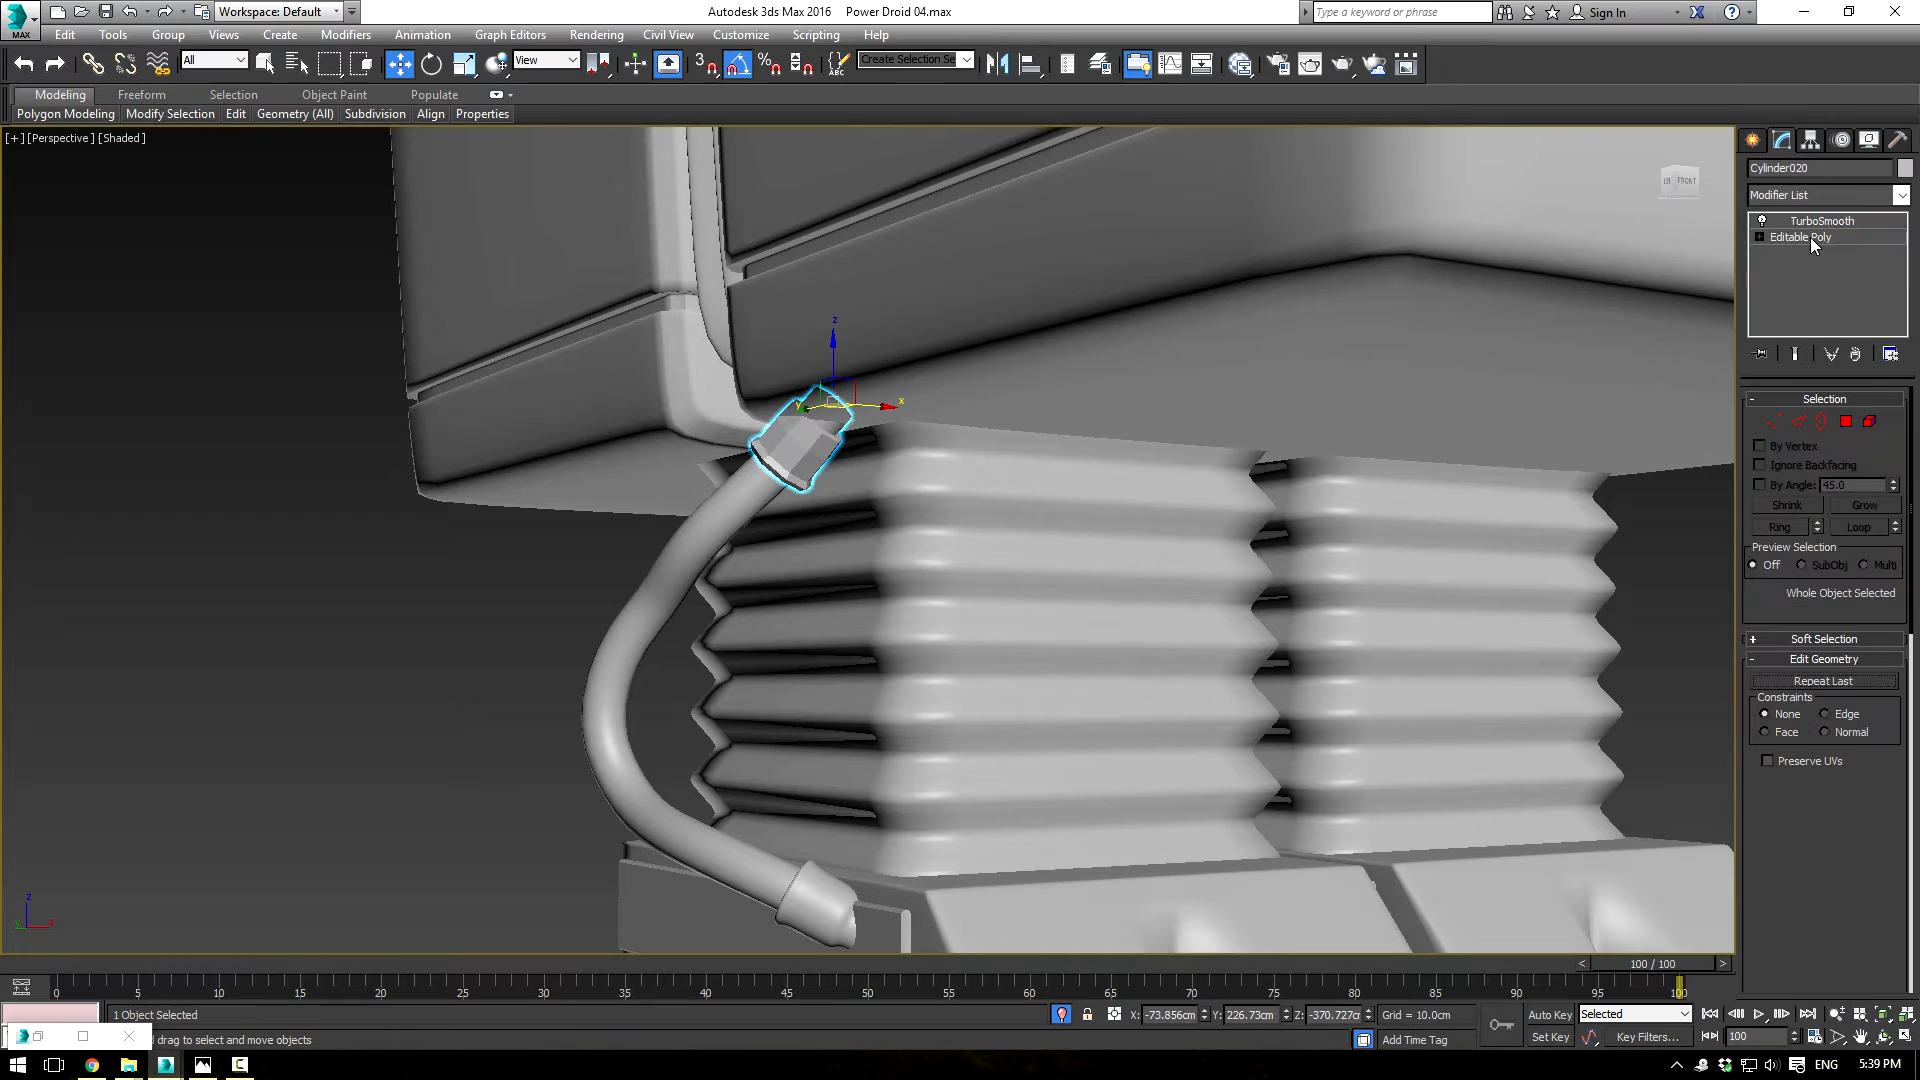 Workspace: Default
Autodesk 3ds Max 2016    Power Droid 04.max
Type a keyword or phrase
Sign In
MAX
Edit Tools Group Views Create Modifiers Animation Graph Editors Rendering Civil View Customize Scripting Help
All
View
3
ABC
Create Selection Se
Modeling Freeform Selection Object Paint Populate
Polygon Modeling Modify Selection Edit Geometry (All) Subdivision Align Properties
[+] [Perspective] [Shaded]
FRONT
Cylinder020
Modifier List
TurboSmooth
Editable Poly
z
x
y
Selection
By Vertex
Ignore Backfacing
By Angle: 45.0
Shrink Grow
Ring Loop
Preview Selection
Off SubObj Multi
Whole Object Selected
Soft Selection
Edit Geometry
Repeat Last
Constraints
None Edge
Face Normal
Preserve UVs
z
y
x
< 100 / 100 >
0 5 10 15 20 25 30 35 40 45 50 55 60 65 70 75 80 85 90 95 100
1 Object Selected
X: -73.856cm Y: 226.73cm Z: -370.727cm Grid = 10.0cm
Auto Key Selected
drag to select and move objects
Add Time Tag
Set Key Key Filters... 100
ENG 5:39 PM